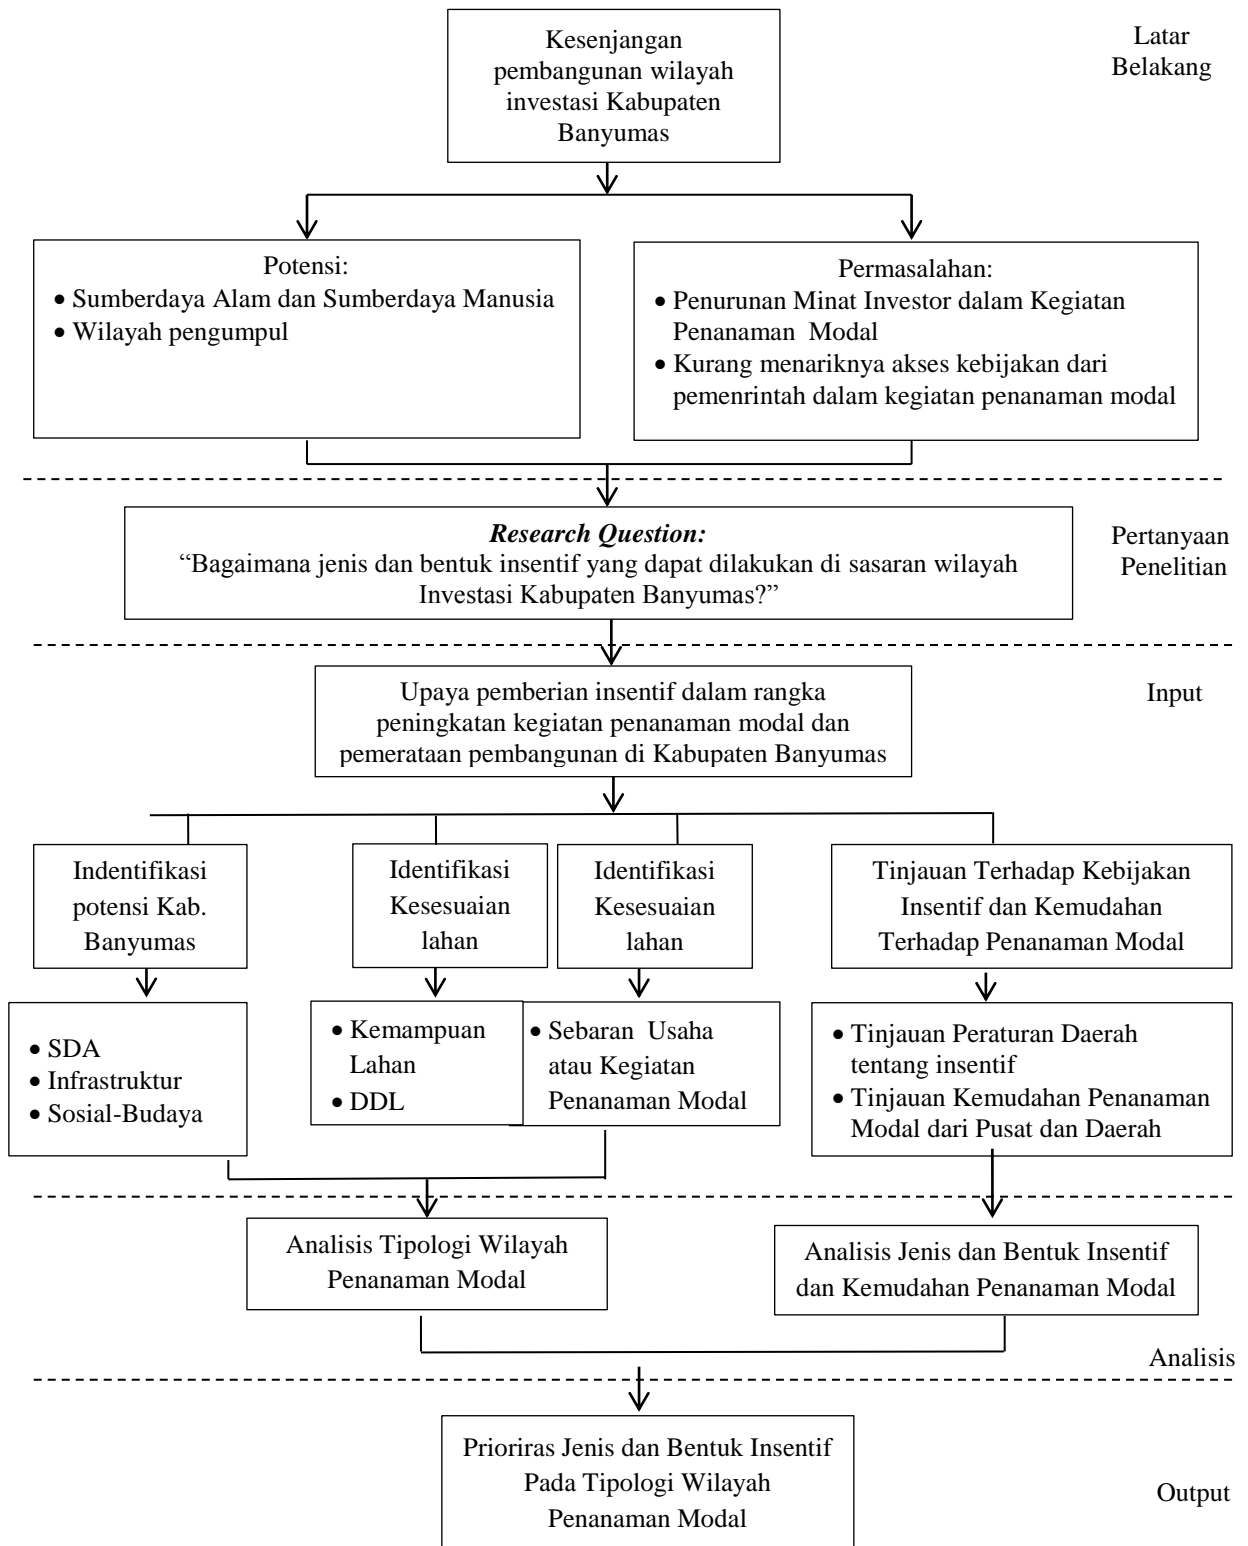 Kesenjangan
pembangunan wilayah
investasi Kabupaten
Banyumas
Latar
Belakang
Potensi:
• Sumberdaya Alam dan Sumberdaya Manusia
• Wilayah pengumpul
Permasalahan:
• Penurunan Minat Investor dalam Kegiatan
Penanaman Modal
• Kurang menariknya akses kebijakan dari
pemenrintah dalam kegiatan penanaman modal
Research Question:
“Bagaimana jenis dan bentuk insentif yang dapat dilakukan di sasaran wilayah
Investasi Kabupaten Banyumas?”
Pertanyaan
Penelitian
Upaya pemberian insentif dalam rangka
peningkatan kegiatan penanaman modal dan
pemerataan pembangunan di Kabupaten Banyumas
Input
Indentifikasi
potensi Kab.
Banyumas
Identifikasi
Kesesuaian
lahan
Identifikasi
Kesesuaian
lahan
Tinjauan Terhadap Kebijakan
Insentif dan Kemudahan
Terhadap Penanaman Modal
• SDA
• Infrastruktur
• Sosial-Budaya
• Kemampuan
Lahan
• DDL
• Sebaran Usaha
atau Kegiatan
Penanaman Modal
• Tinjauan Peraturan Daerah
tentang insentif
• Tinjauan Kemudahan Penanaman
Modal dari Pusat dan Daerah
Analisis Tipologi Wilayah
Penanaman Modal
Analisis Jenis dan Bentuk Insentif
dan Kemudahan Penanaman Modal
Analisis
Prioriras Jenis dan Bentuk Insentif
Pada Tipologi Wilayah
Penanaman Modal
Output